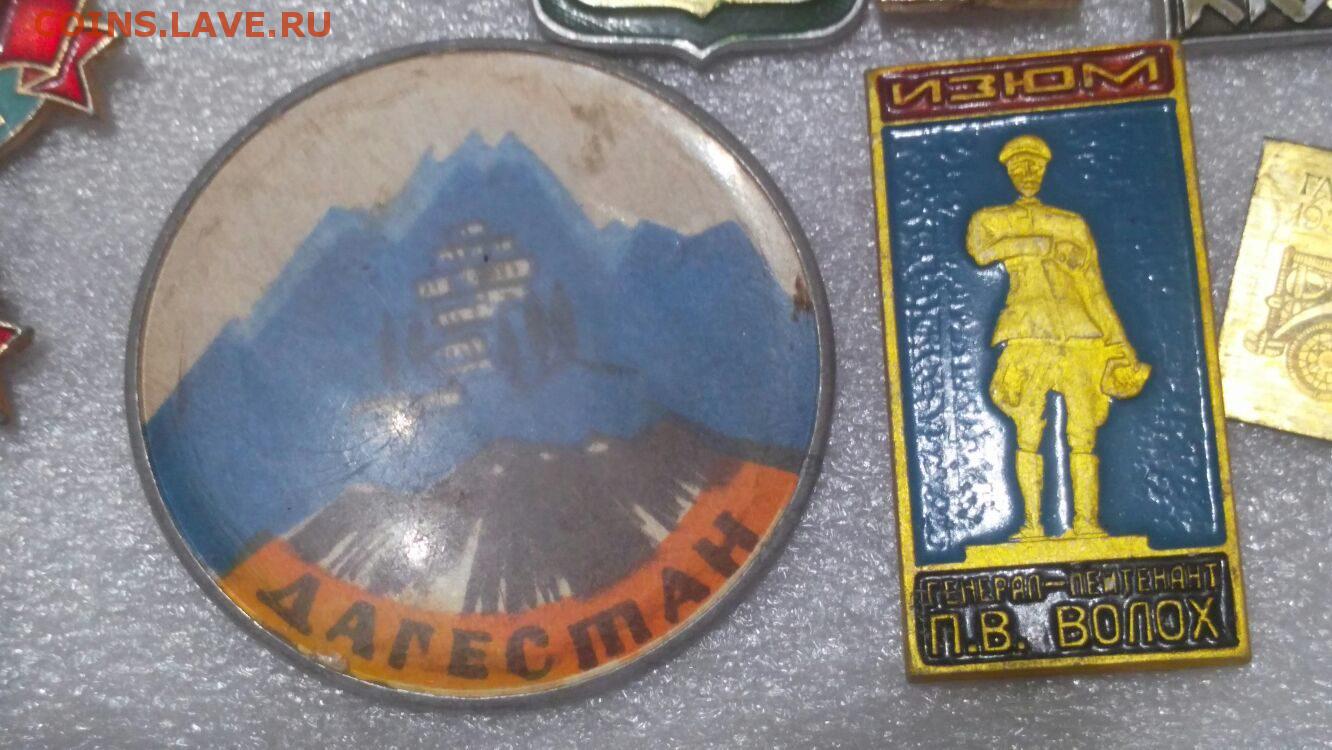 COINS.LAVE.RU
ИЗЮМ
ДАГЕСТАН
ГЕНЕРАЛ-ЛЕЙТЕНАНТ
П.В. ВОЛОХ